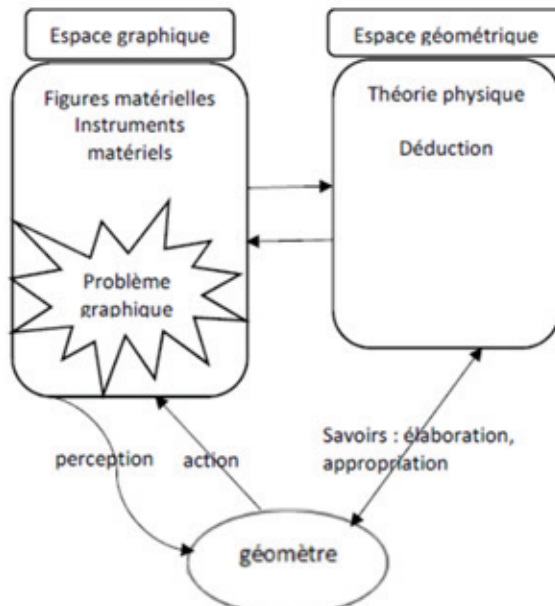 Espace graphique
Figures matérielles
Instruments
matériels
Problème
graphique
Espace géométrique
Théorie physique
Déduction
perception
action
Savoirs : élaboration,
appropriation
géomètre